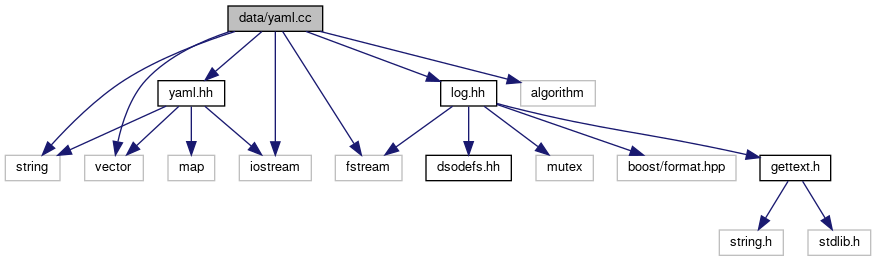 data/yaml.cc
yaml.hh
log.hh
algorithm
string
vector
map
iostream
fstream
dsodefs.hh
mutex
boost/format.hpp
gettext.h
string.h
stdlib.h